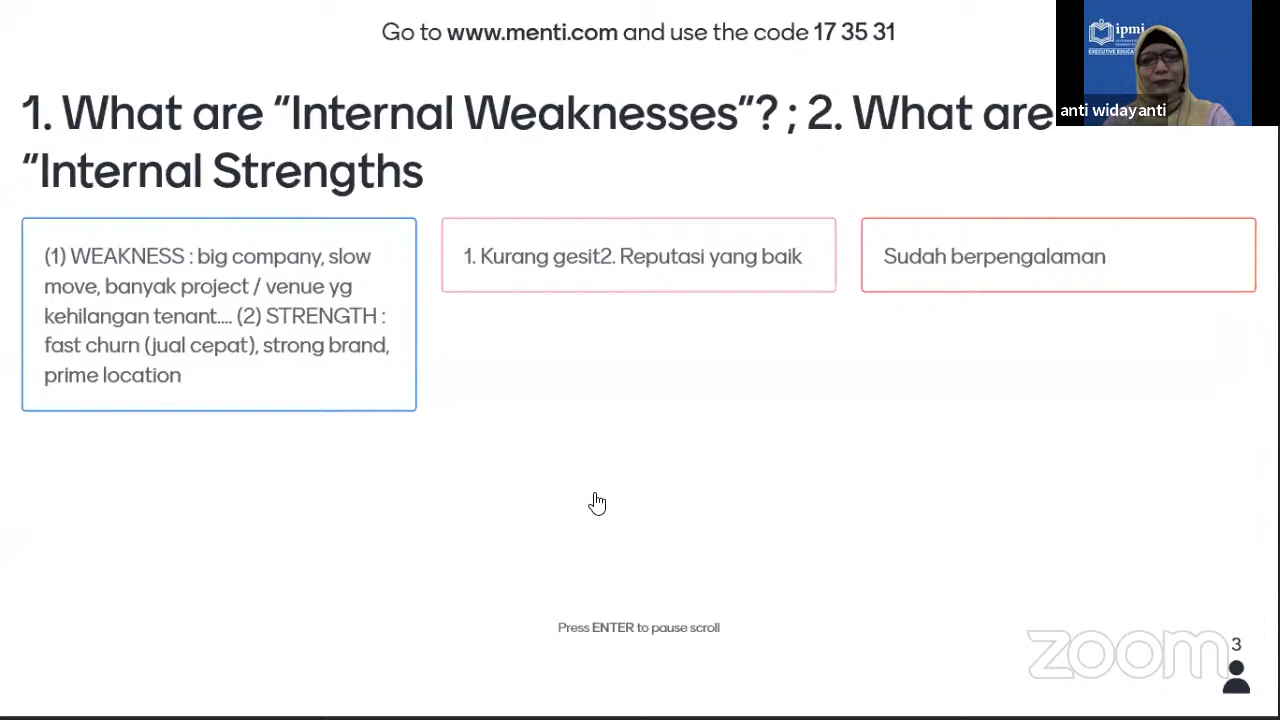 Go to www.menti.com and use the code 17 35 31
ipmi
EXECUTIVE EDUCATION
anti widayanti
1. What are “Internal Weaknesses”? ; 2. What are
“Internal Strengths
(1) WEAKNESS : big company, slow
move, banyak project / venue yg
kehilangan tenant.... (2) STRENGTH :
fast churn (jual cepat), strong brand,
prime location
1. Kurang gesit2. Reputasi yang baik
Sudah berpengalaman
Press ENTER to pause scroll
zoom
3